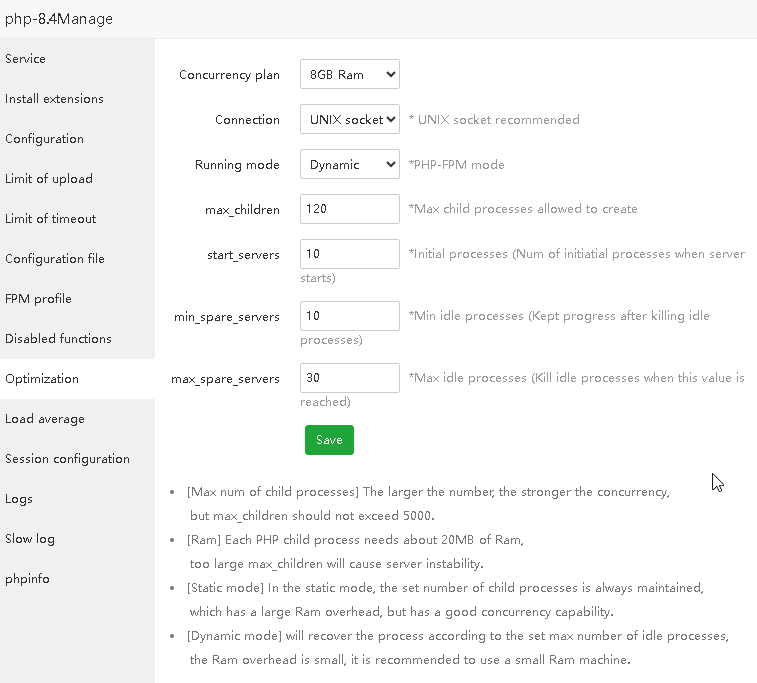 php-8.4Manage
Service
Install extensions
Configuration
Limit of upload
Limit of timeout
Configuration file
FPM profile
Disabled functions
Optimization
Load average
Session configuration
Logs
Slow log
phpinfo
Concurrency plan 8GB Ram
Connection UNIX socket * UNIX socket recommended
Running mode Dynamic *PHP-FPM mode
max_children 120 *Max child processes allowed to create
start_servers 10 *Initial processes (Num of initiatial processes when server
starts)
min_spare_servers 10 *Min idle processes (Kept progress after killing idle
processes)
max_spare_servers 30 *Max idle processes (Kill idle processes when this value is
reached)
Save
• [Max num of child processes] The larger the number, the stronger the concurrency,
but max_children should not exceed 5000.
• [Ram] Each PHP child process needs about 20MB of Ram,
too large max_children will cause server instability.
• [Static mode] In the static mode, the set number of child processes is always maintained,
which has a large Ram overhead, but has a good concurrency capability.
• [Dynamic mode] will recover the process according to the set max number of idle processes,
the Ram overhead is small, it is recommended to use a small Ram machine.